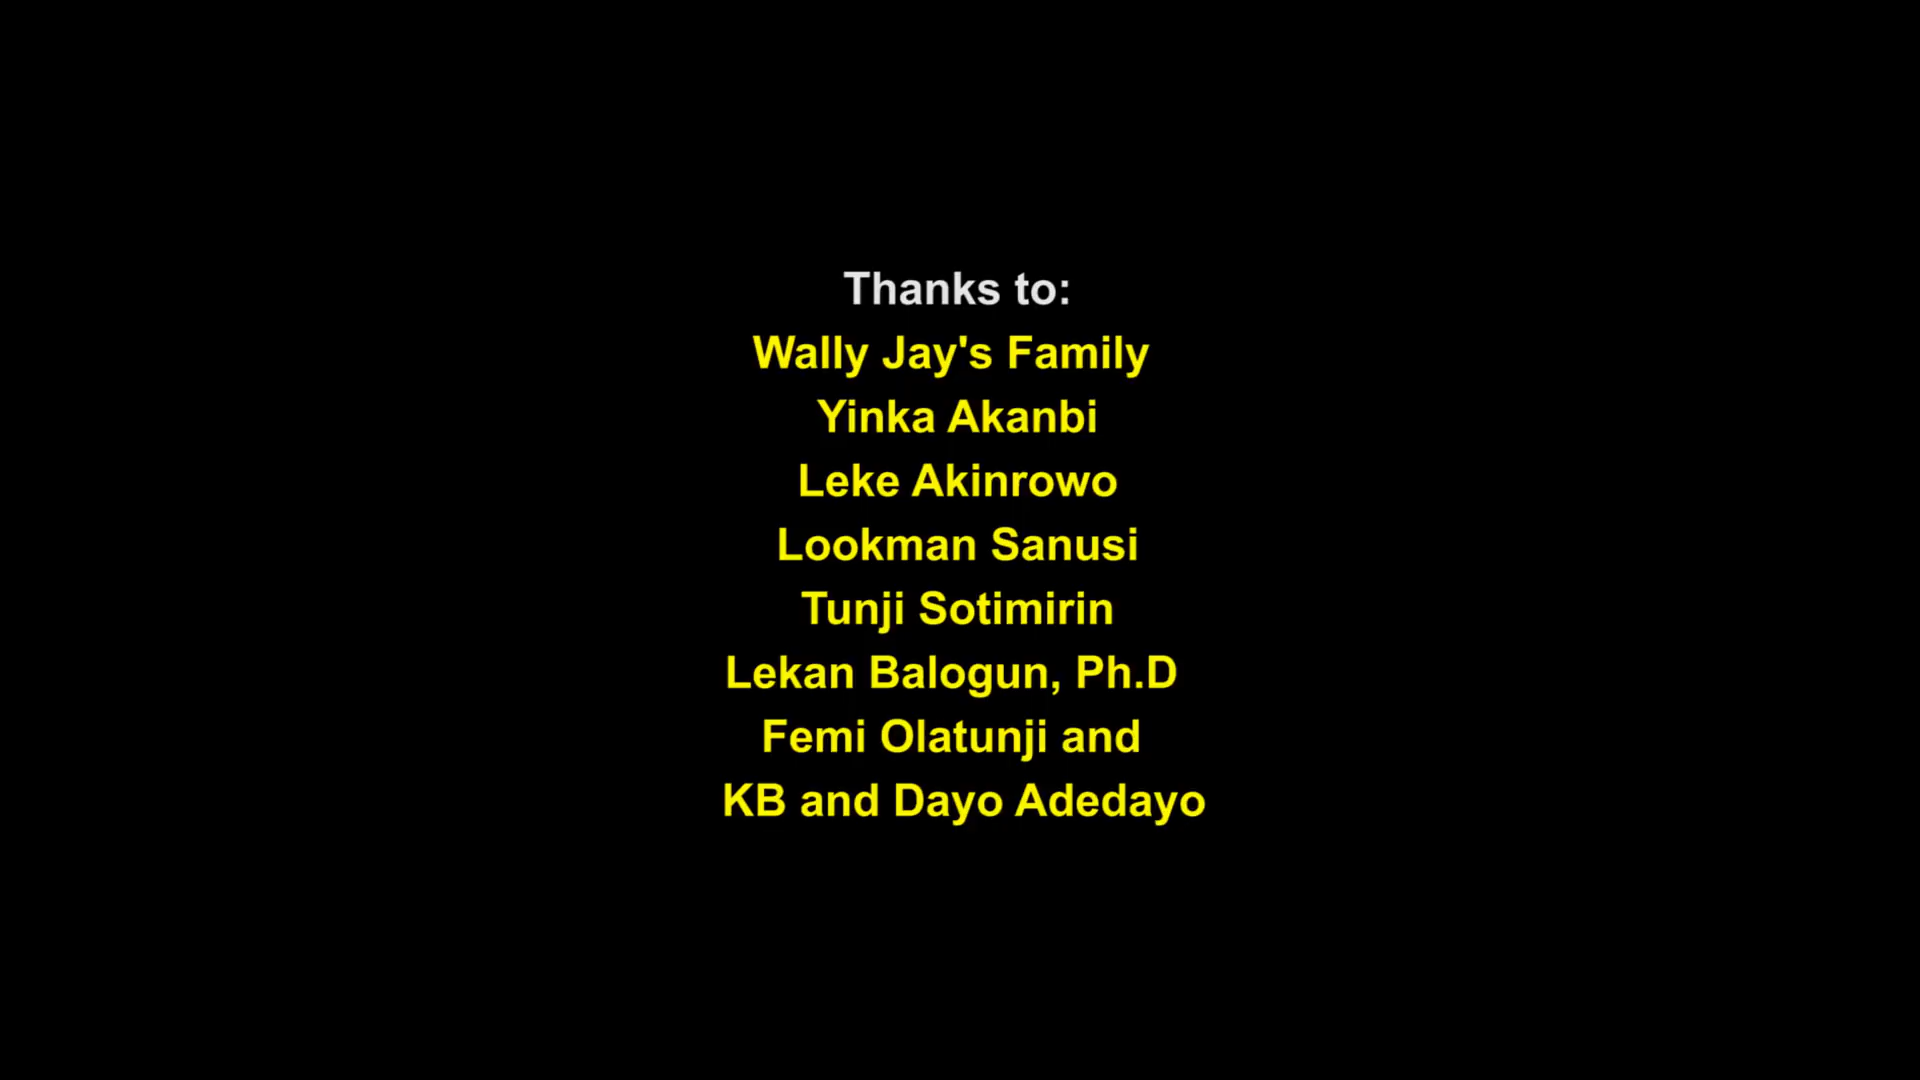 Thanks to:
Wally Jay's Family
Yinka Akanbi
Leke Akinrowo
Lookman Sanusi
Tunji Sotimirin
Lekan Balogun, Ph.D
Femi Olatunji and
KB and Dayo Adedayo